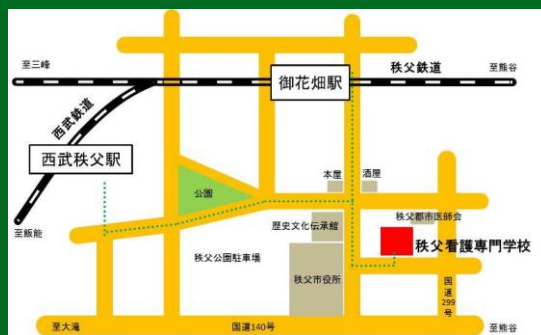 至三峰
御花畑駅
秩父鉄道
至熊谷
西武鉄道
西武秩父駅
公園
本屋
酒屋
至飯能
歴史文化伝承館
秩父郡市医師会
秩父看護専門学校
秩父公園駐車場
秩父市役所
国道299号
至大滝
国道140号
至熊谷